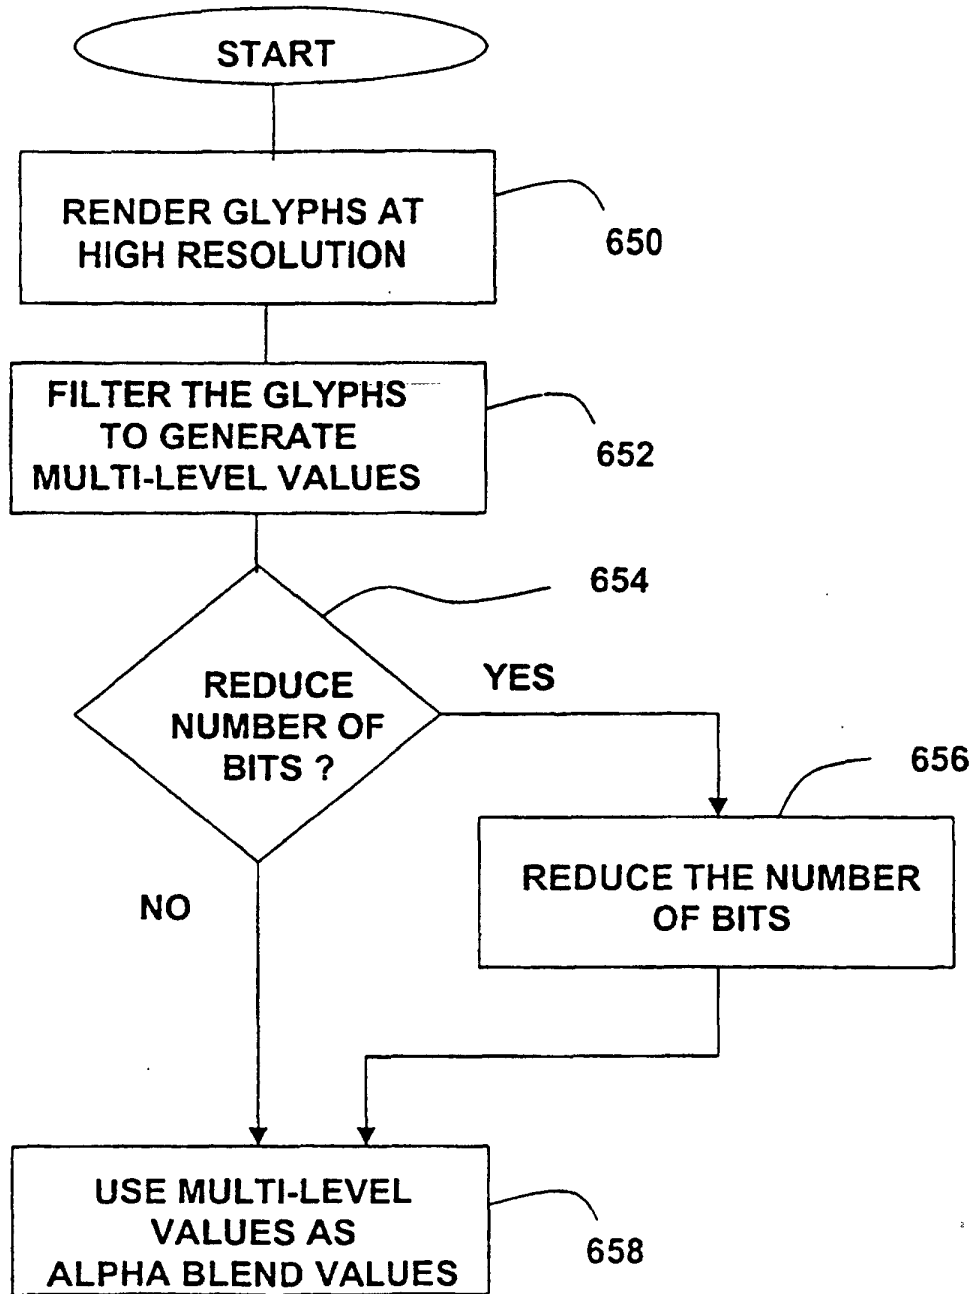 START
RENDER GLYPHS AT
HIGH RESOLUTION
650
FILTER THE GLYPHS
TO GENERATE
MULTI-LEVEL VALUES
652
654
REDUCE
NUMBER OF
BITS ?
YES
656
REDUCE THE NUMBER
OF BITS
NO
USE MULTI-LEVEL
VALUES AS
ALPHA BLEND VALUES
658